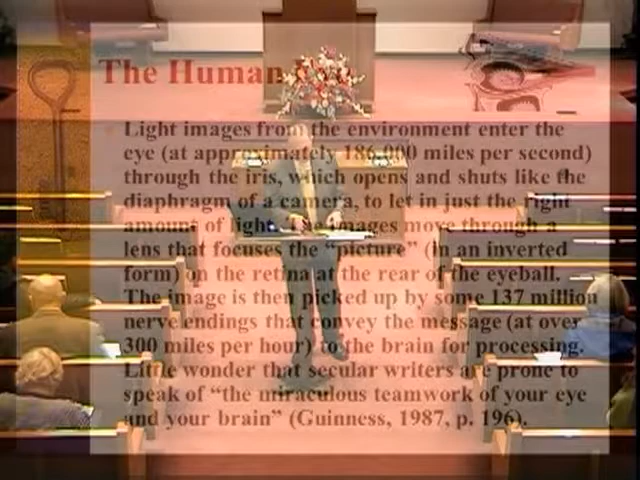 The Human
Light images from the environment enter the
eye (at approximately 186,000 miles per second)
through the iris, which opens and shuts like the
diaphragm of a camera, to let in just the right
amount of light. Images move through a
lens that focuses the “picture” (in an inverted
form) on the retina at the rear of the eyeball.
The image is then picked up by some 137 million
nerve endings that convey the message (at over
300 miles per hour) to the brain for processing.
Little wonder that secular writers are prone to
speak of “the miraculous teamwork of your eye
and your brain” (Guinness, 1987, p. 196).